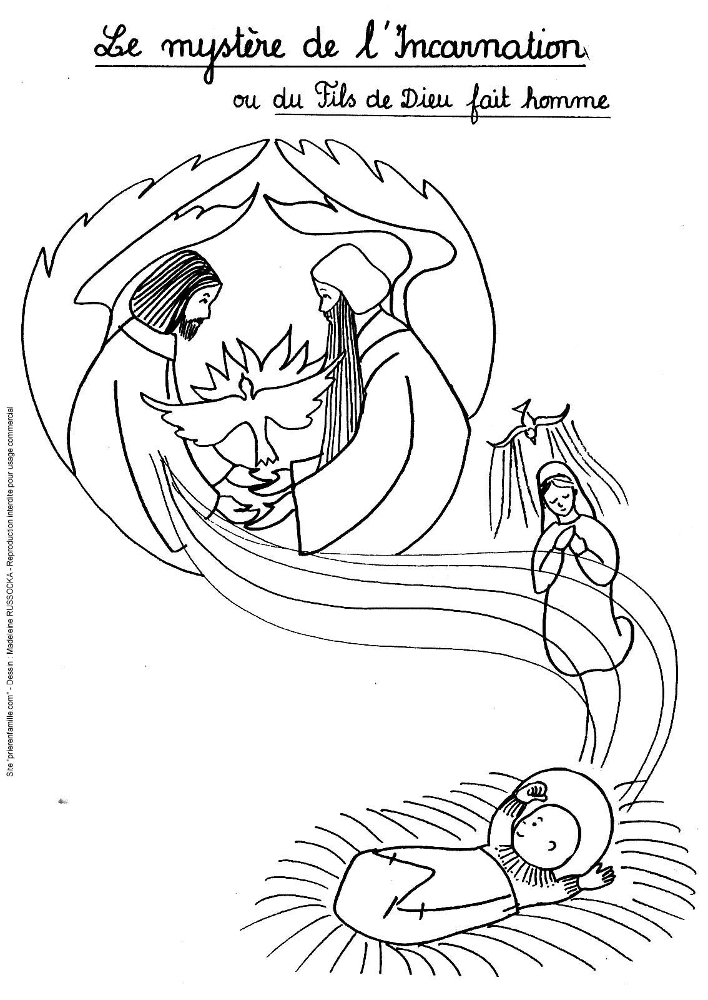 Le mystère de l'Incarnation
ou du Fils de Dieu fait homme
Site "prierenfamille.com" - Dessin : Madeleine RUSSOCKA - Reproduction interdite pour usage commercial